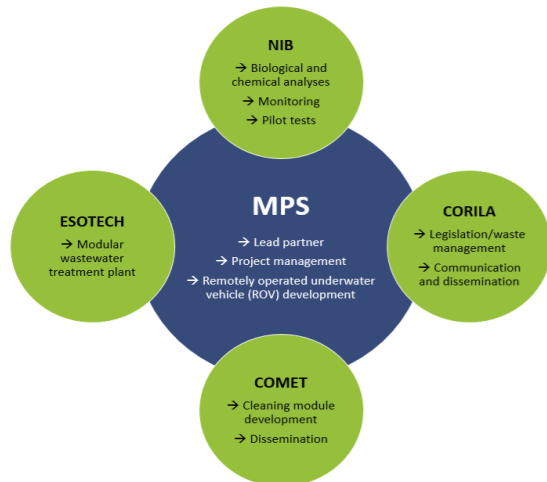 NIB
→ Biological and
chemical analyses
→ Monitoring
→ Pilot tests
MPS
→ Lead partner
→ Project management
→ Remotely operated underwater
vehicle (ROV) development
ESOTECH
→ Modular
wastewater
treatment plant
CORILA
→ Legislation/waste
management
→ Communication
and dissemination
COMET
→ Cleaning module
development
→ Dissemination